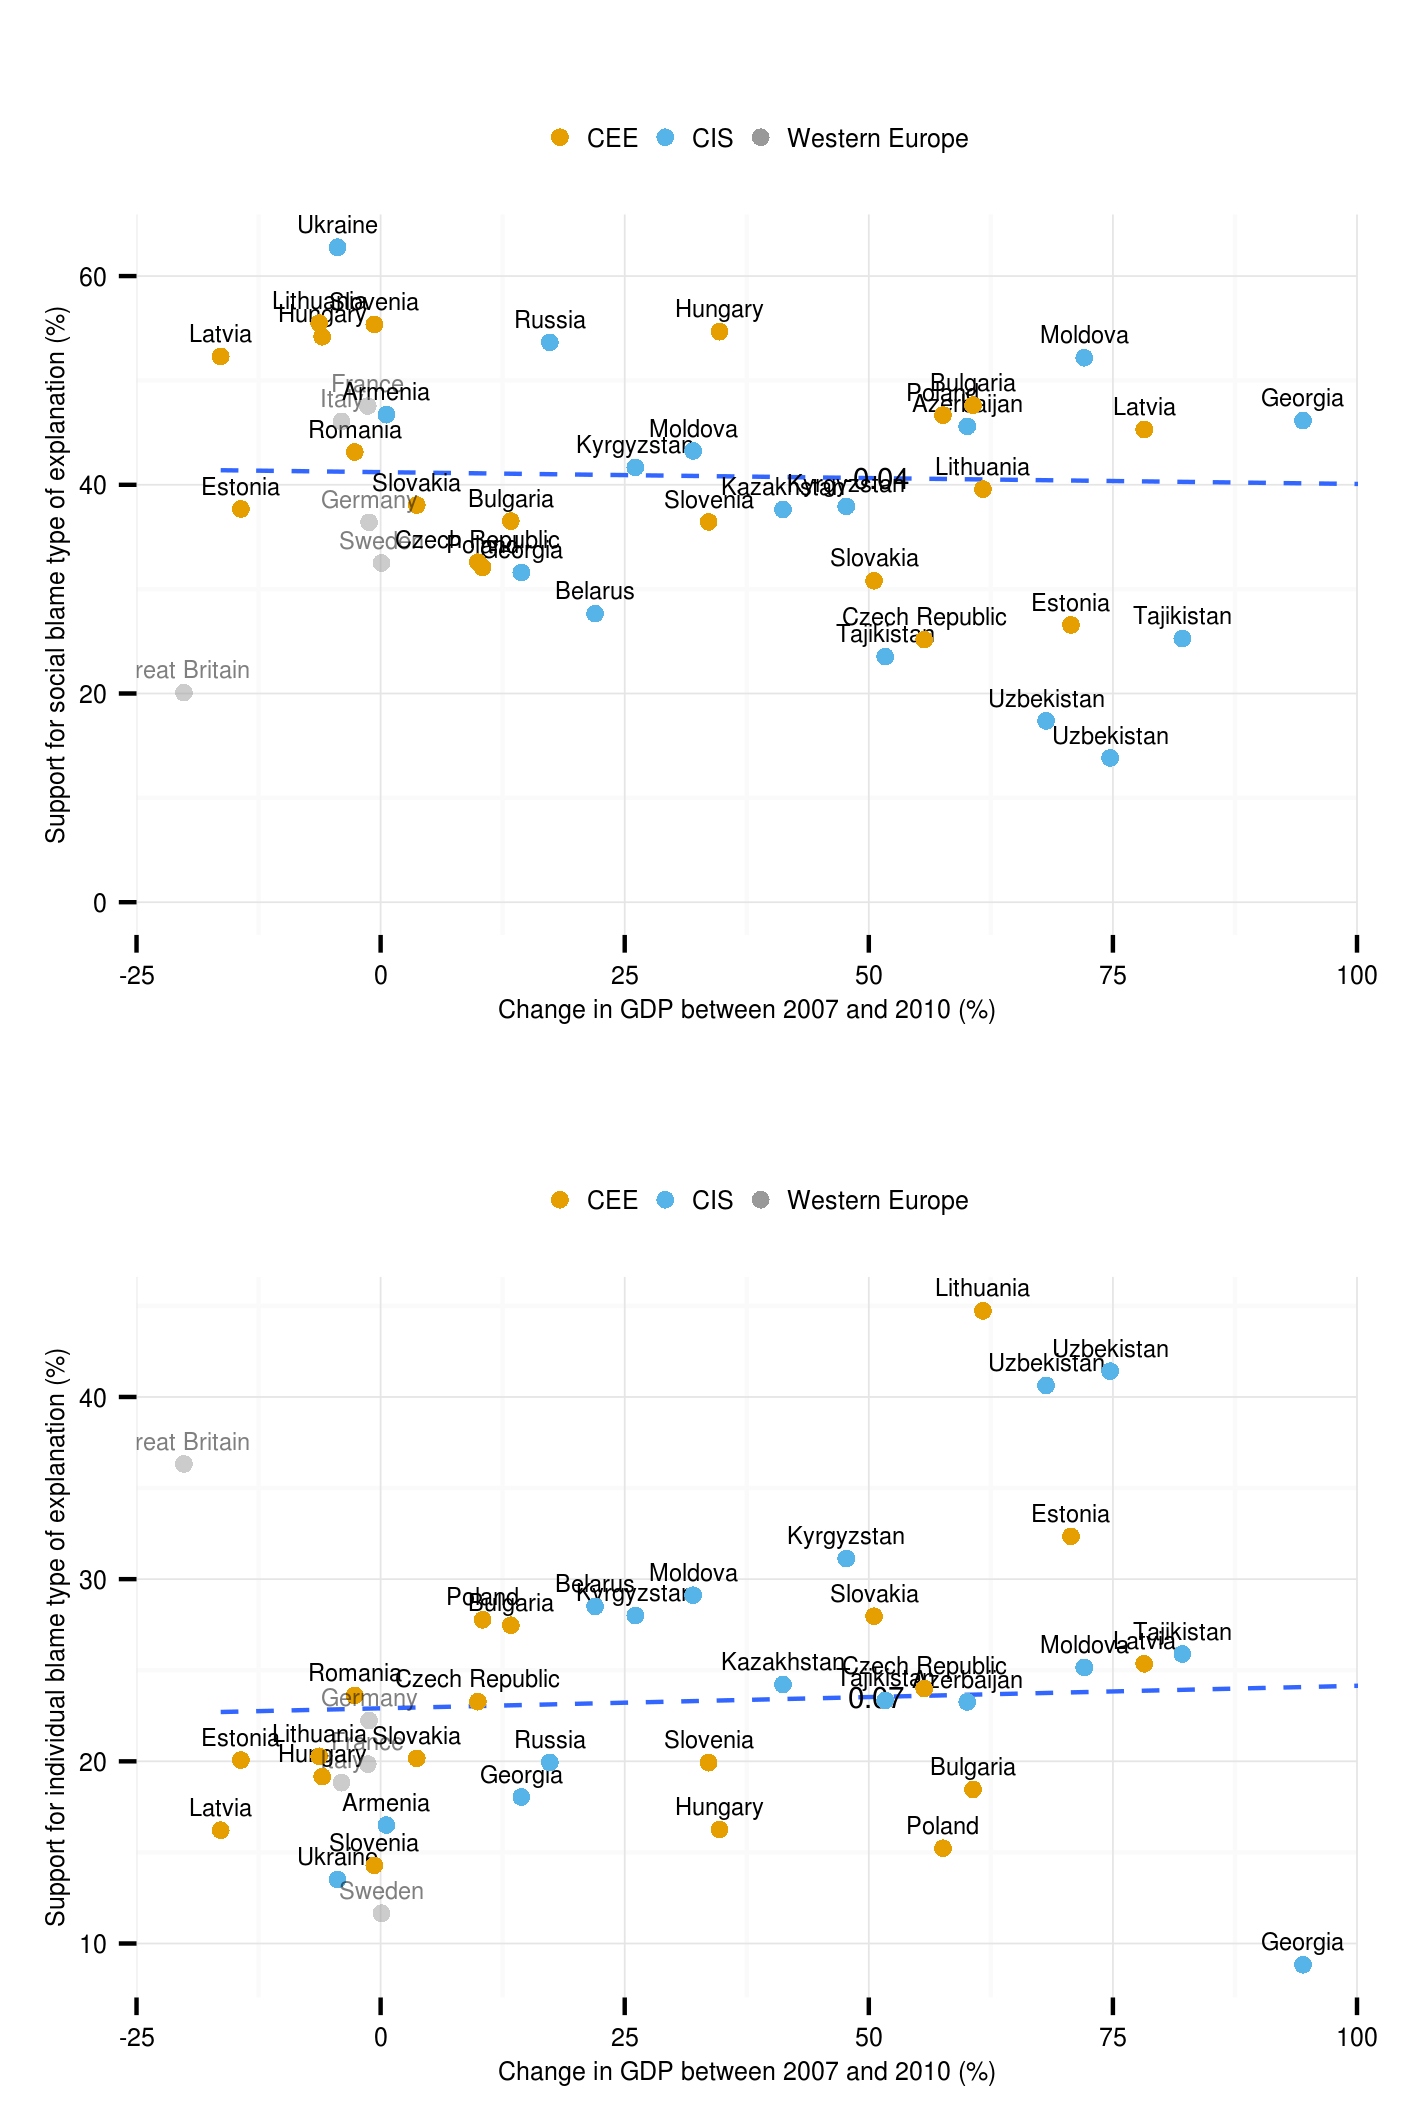 CEE CIS Western Europe
Support for social blame type of explanation (%)
60
40
20
0
Ukraine
Lithuania
Slovenia
Hungary
Latvia
Russia
Hungary
Moldova
France
Italy
Armenia
Romania
Bulgaria
Poland
Azerbaijan
Latvia
Georgia
Kyrgyzstan
Moldova
Estonia
Germany
Slovakia
Bulgaria
Slovenia
Kazakhstan
Kyrgyzstan
0.04
Lithuania
Sweden
Czech Republic
Poland
Georgia
Belarus
Slovakia
Czech Republic
Tajikistan
Estonia
Tajikistan
reat Britain
Uzbekistan
Uzbekistan
-25 0 25 50 75 100
Change in GDP between 2007 and 2010 (%)
CEE CIS Western Europe
Support for individual blame type of explanation (%)
40
30
20
10
Lithuania
Uzbekistan
Uzbekistan
reat Britain
Estonia
Kyrgyzstan
Poland
Bulgaria
Belarus
Kyrgyzstan
Moldova
Slovakia
Moldova
Latvia
Tajikistan
Romania
Germany
Czech Republic
Kazakhstan
Czech Republic
Tajikistan
Azerbaijan
0.07
Estonia
Lithuania
Hungary
France
Italy
Slovakia
Russia
Georgia
Slovenia
Bulgaria
Latvia
Armenia
Hungary
Poland
Slovenia
Ukraine
Sweden
Georgia
-25 0 25 50 75 100
Change in GDP between 2007 and 2010 (%)